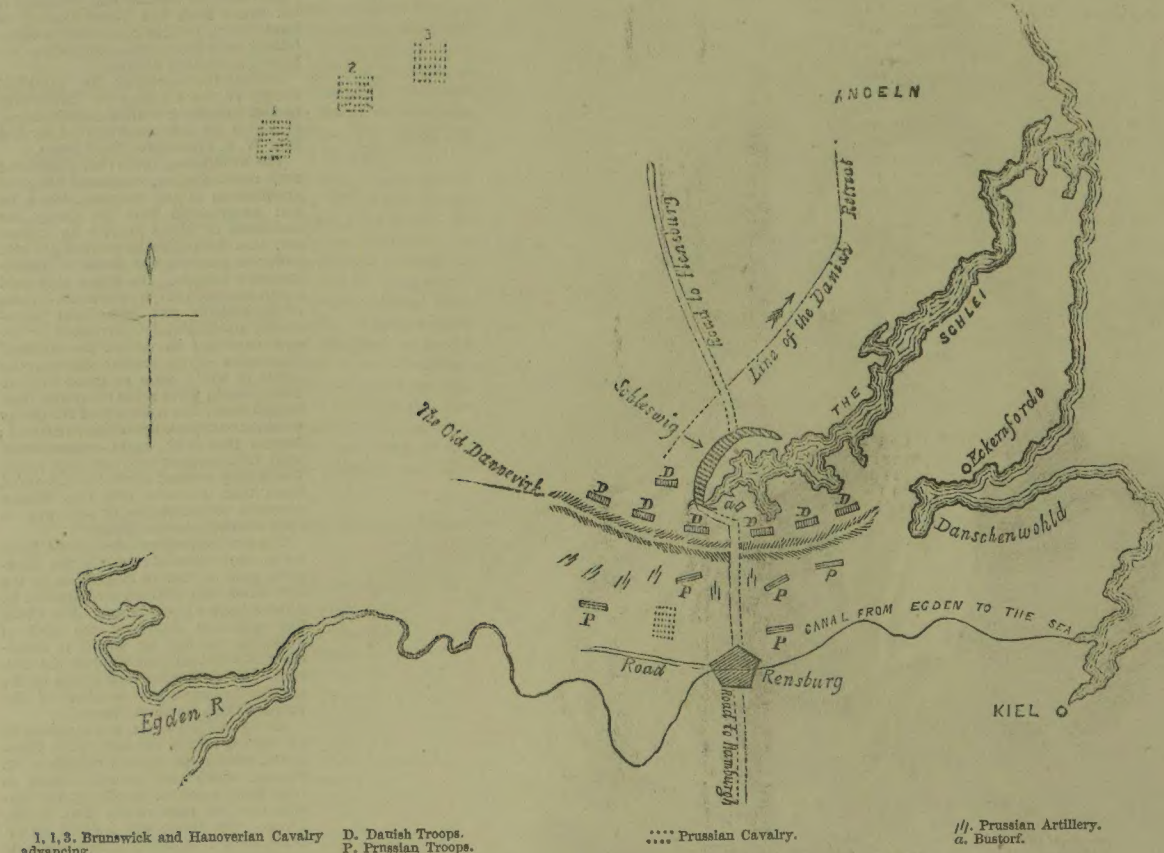 3
2
1
ANGELN
Road to Flensburg
Line of the Danish Retreat
THE SCHLEI
Schleswig
The Old Dannevirk
Eckernforde
D
D
D
D
D
D
D
a
Danschenwohld
P
P
P
P
P
CANAL FROM EGDEN TO THE SEA
Road
Rensburg
Egden R
KIEL
Road to Hamburgh
1, 1, 3. Brunswick and Hanoverian Cavalry
advancing
D. Danish Troops.
P. Prussian Troops.
Prussian Cavalry.
Prussian Artillery.
a. Bustorf.